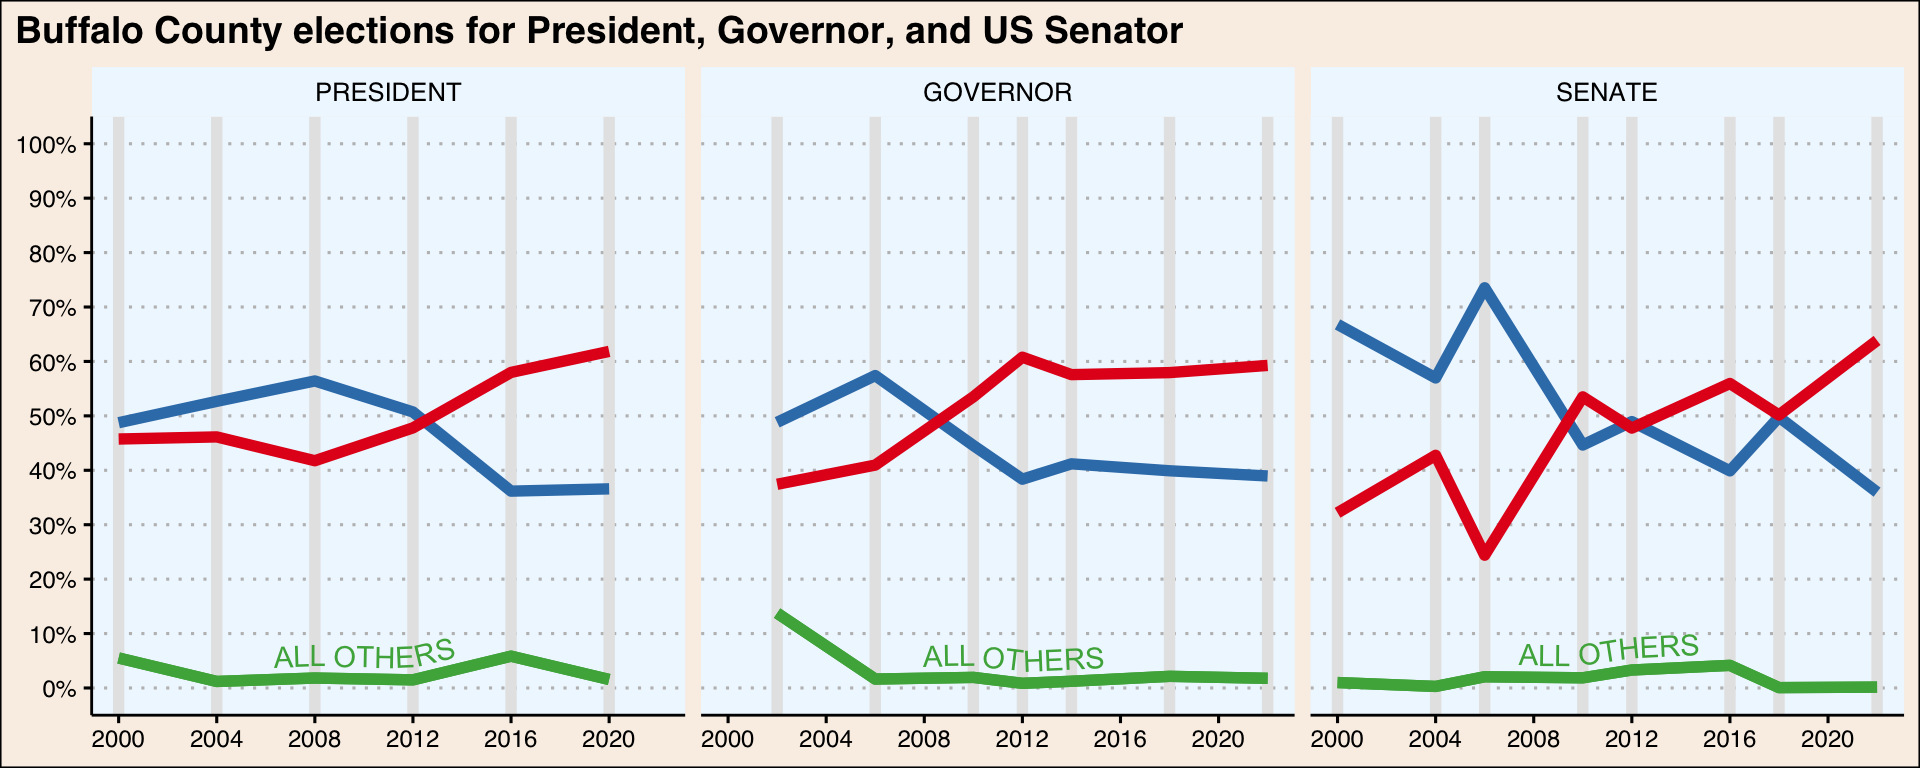 Buffalo County elections for President, Governor, and US Senator
PRESIDENT
GOVERNOR
SENATE
100%
90%
80%
70%
60%
50%
40%
30%
20%
10%
0%
ALL OTHERS
ALL OTHERS
ALL OTHERS
2000 2004 2008 2012 2016 2020
2000 2004 2008 2012 2016 2020
2000 2004 2008 2012 2016 2020